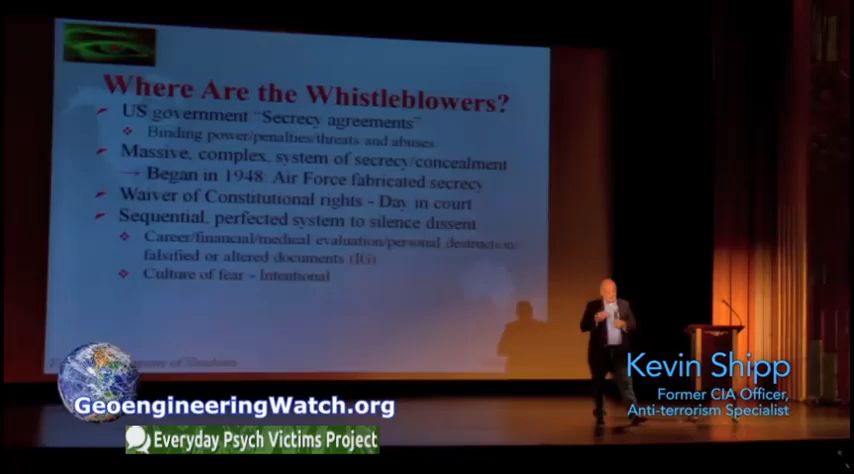 Where Are the Whistleblowers?
US government "Secrecy agreements"
Binding power/penalties/threats and abuses
Massive, complex, system of secrecy/concealment
→ Began in 1948: Air Force fabricated secrecy
Waiver of Constitutional rights - Day in court
Sequential, perfected system to silence dissent
Career/financial/medical evaluation/personal destruction/
falsified or altered documents (IG)
Culture of fear - Intentional
of Shadows
Kevin Shipp
Former CIA Officer,
Anti-terrorism Specialist
GeoengineeringWatch.org
Everyday Psych Victims Project